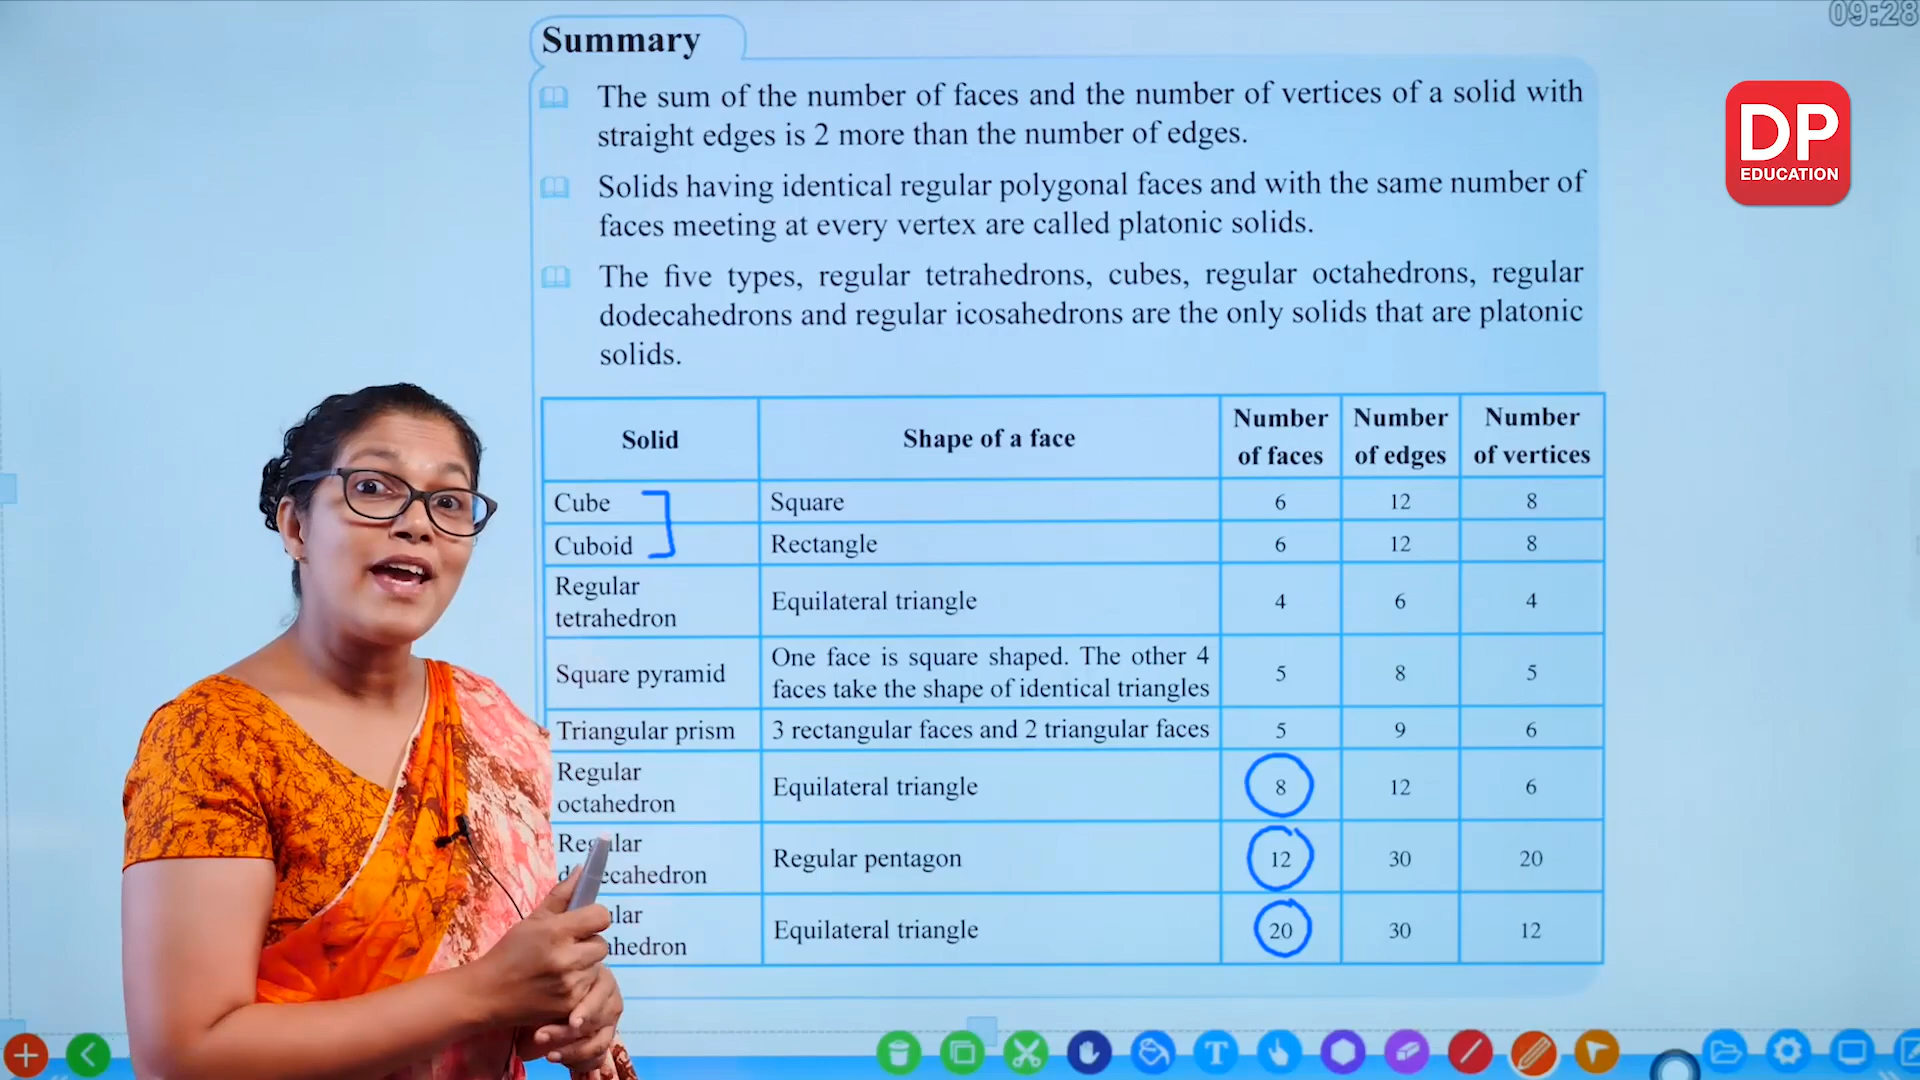 09:28
Summary
DP
EDUCATION
The sum of the number of faces and the number of vertices of a solid with
straight edges is 2 more than the number of edges.
Solids having identical regular polygonal faces and with the same number of
faces meeting at every vertex are called platonic solids.
The five types, regular tetrahedrons, cubes, regular octahedrons, regular
dodecahedrons and regular icosahedrons are the only solids that are platonic
solids.
Solid Shape of a face Number of faces Number of edges Number of vertices
Cube Square 6 12 8
Cuboid Rectangle 6 12 8
Regular tetrahedron Equilateral triangle 4 6 4
Square pyramid One face is square shaped. The other 4 faces take the shape of identical triangles 5 8 5
Triangular prism 3 rectangular faces and 2 triangular faces 5 9 6
Regular octahedron Equilateral triangle 8 12 6
Regular pentagon 12 30 20
Equilateral triangle 20 30 12